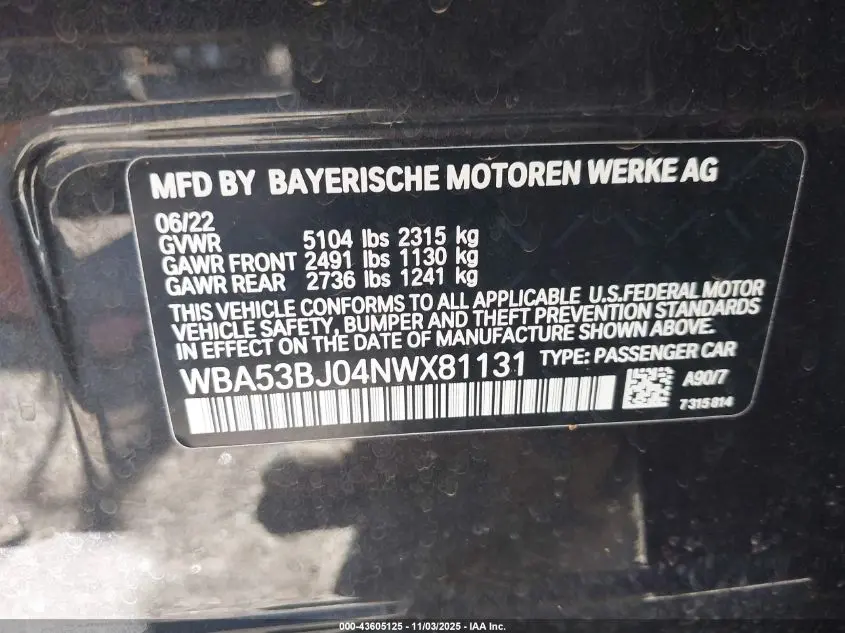 MFD BY BAYERISCHE MOTOREN WERKE AG
06/22
GVWR 5104 lbs 2315 kg
GAWR FRONT 2491 lbs 1130 kg
GAWR REAR 2736 lbs 1241 kg
THIS VEHICLE CONFORMS TO ALL APPLICABLE U.S.FEDERAL MOTOR
VEHICLE SAFETY, BUMPER AND THEFT PREVENTION STANDARDS
IN EFFECT ON THE DATE OF MANUFACTURE SHOWN ABOVE.
WBA53BJ04NWX81131 TYPE: PASSENGER CAR
A90/7
7315814
000-43605125 - 11/03/2025 - IAA Inc.